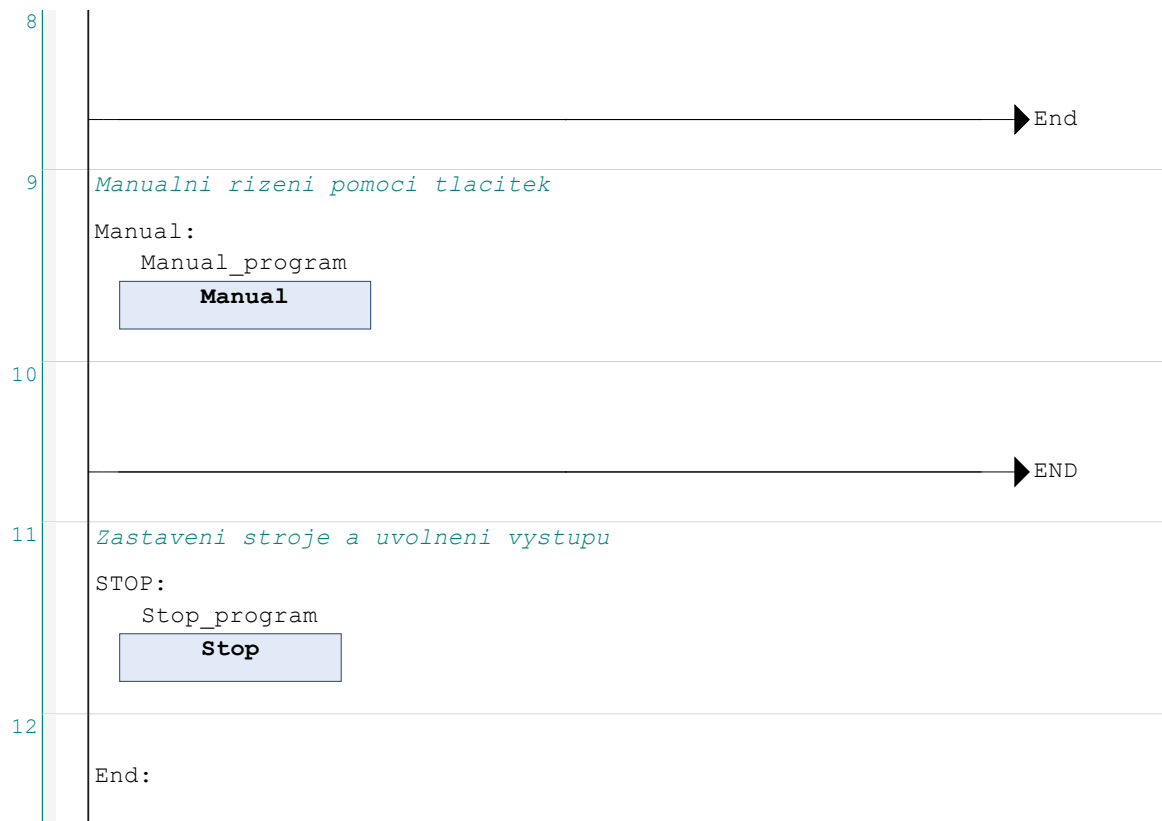 8
End
9
Manualni rizeni pomoci tlacitek
Manual:
Manual_program
Manual
10
END
11
Zastaveni stroje a uvolneni vystupu
STOP:
Stop_program
Stop
12
End: